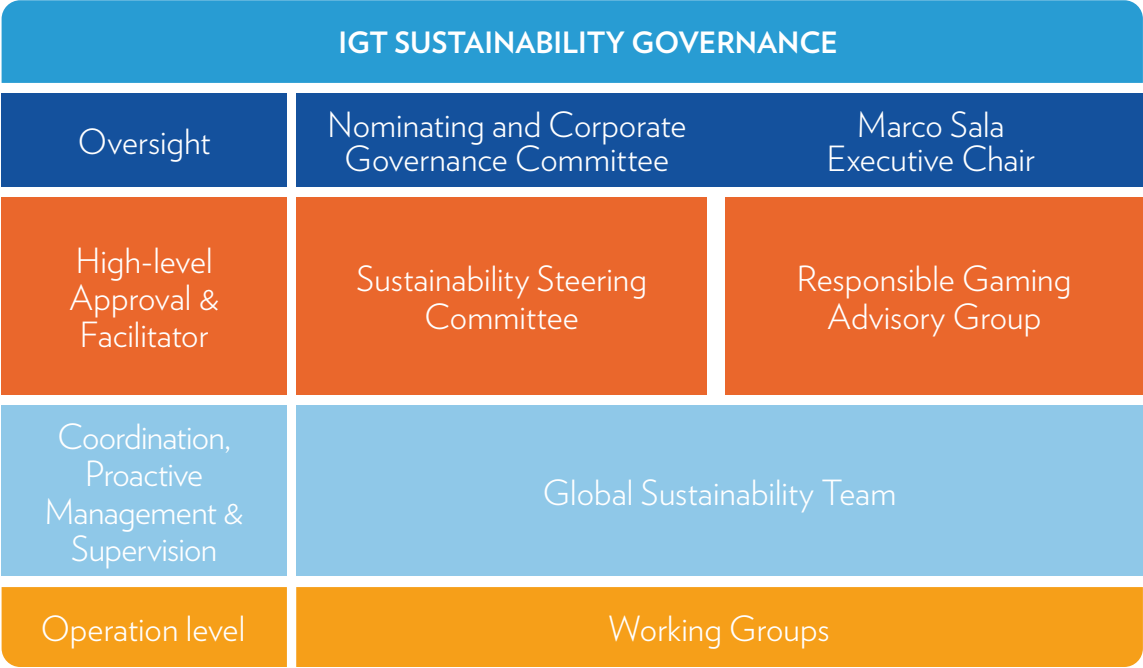 IGT SUSTAINABILITY GOVERNANCE
Oversight
Nominating and Corporate
Governance Committee
Marco Sala
Executive Chair
High-level
Approval &
Facilitator
Sustainability Steering
Committee
Responsible Gaming
Advisory Group
Coordination,
Proactive
Management &
Supervision
Global Sustainability Team
Operation level
Working Groups